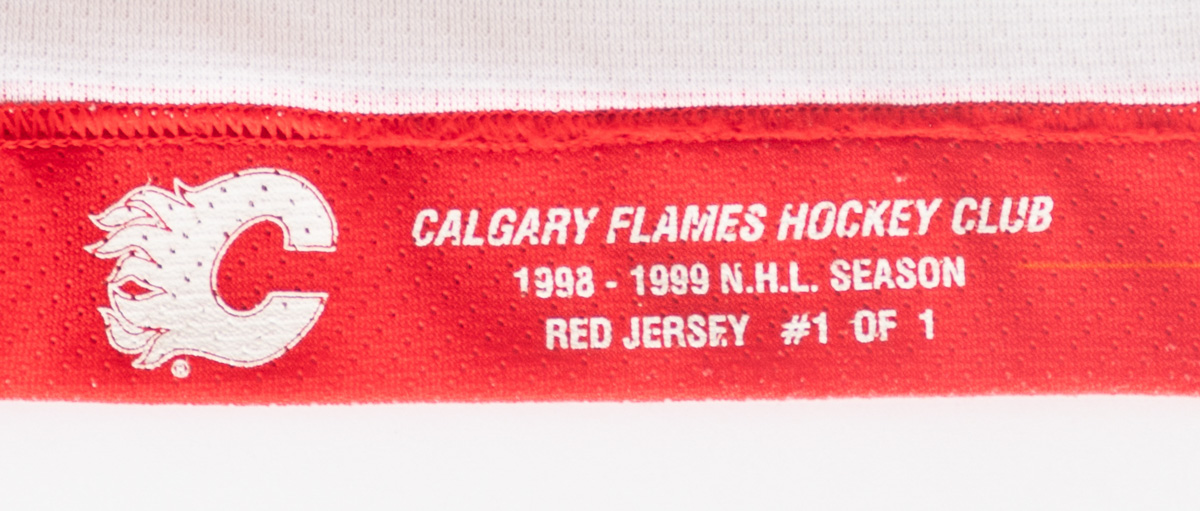 CALGARY FLAMES HOCKEY CLUB
1998 - 1999 N.H.L. SEASON
RED JERSEY #1 OF 1
C
®